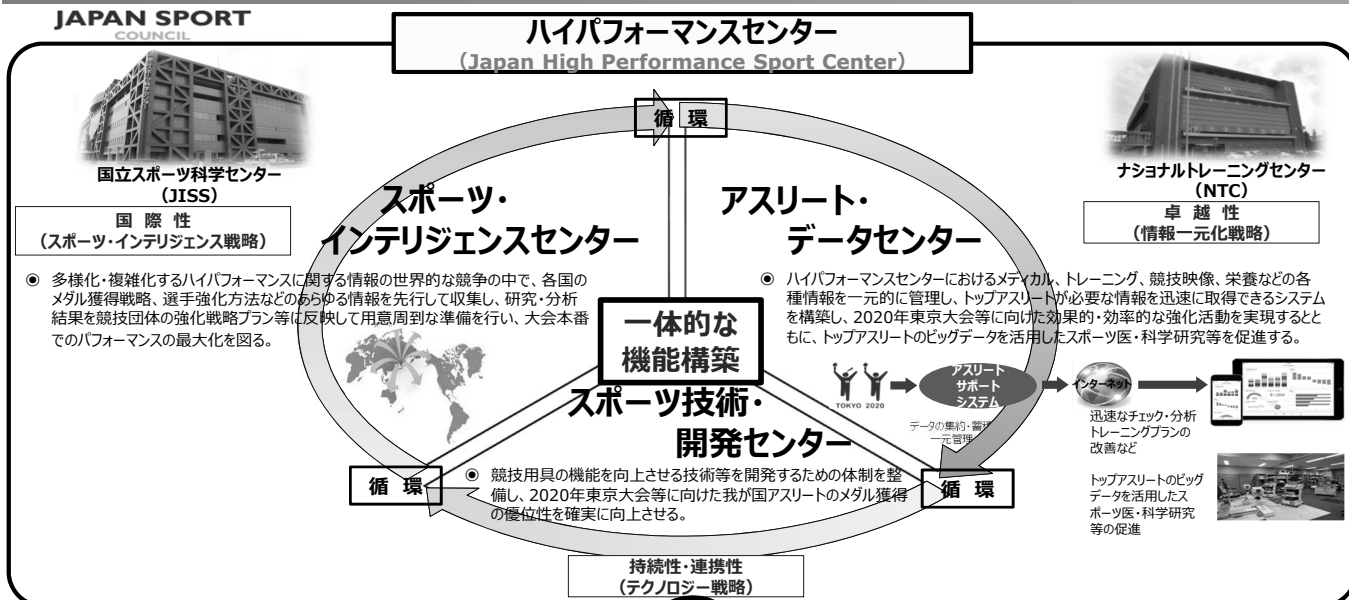 JAPAN SPORT
COUNCIL
ハイパフォーマンスセンター
(Japan High Performance Sport Center)
循 環
国立スポーツ科学センター
(JISS)
国 際 性
(スポーツ・インテリジェンス戦略)
ナショナルトレーニングセンター
(NTC)
卓 越 性
(情報一元化戦略)
スポーツ・
インテリジェンスセンター
アスリート・
データセンター
◉ 多様化・複雑化するハイパフォーマンスに関する情報の世界的な競争の中で、各国の
メダル獲得戦略、選手強化方法などのあらゆる情報を先行して収集し、研究・分析
結果を競技団体の強化戦略プラン等に反映して用意周到な準備を行い、大会本番
でのパフォーマンスの最大化を図る。
◉ ハイパフォーマンスセンターにおけるメディカル、トレーニング、競技映像、栄養などの各
種情報を一元的に管理し、トップアスリートが必要な情報を迅速に取得できるシステム
を構築し、2020年東京大会等に向けた効果的・効率的な強化活動を実現するとと
もに、トップアスリートのビッグデータを活用したスポーツ医・科学研究等を促進する。
一体的な
機能構築
TOKYO 2020
アスリート
サポート
システム
データの集約・蓄積
一元管理
インターネット
迅速なチェック・分析
トレーニングプランの
改善など
トップアスリートのビッグ
データを活用したス
ポーツ医・科学研究
等の促進
スポーツ技術・
開発センター
◉ 競技用具の機能を向上させる技術等を開発するための体制を整
備し、2020年東京大会等に向けた我が国アスリートのメダル獲得
の優位性を確実に向上させる。
循 環
循 環
持続性・連携性
(テクノロジー戦略)